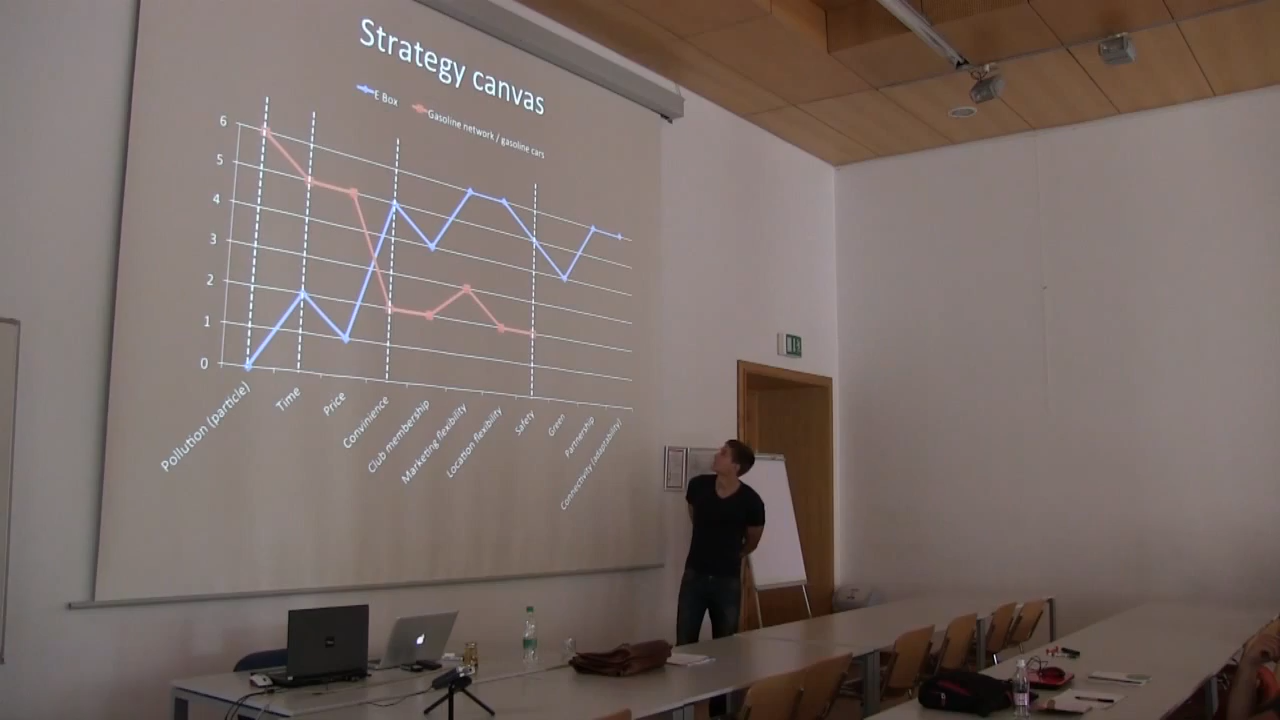 Strategy canvas
E Box
Gasoline network / gasoline cars
6
5
4
3
2
1
0
Pollution (particle)
Time
Price
Convinience
Club membership
Marketing flexibility
Location flexibility
Safety
Green
Partnership
Connectivity (adaptability)